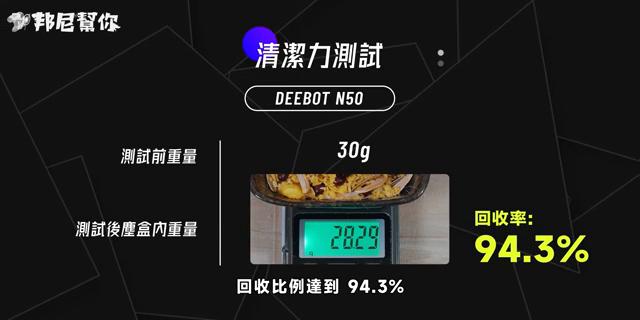 邦尼幫你
清潔力測試
DEEBOT N50
測試前重量
30g
測試後塵盒內重量
28.29
g
回收率:
94.3%
回收比例達到 94.3%